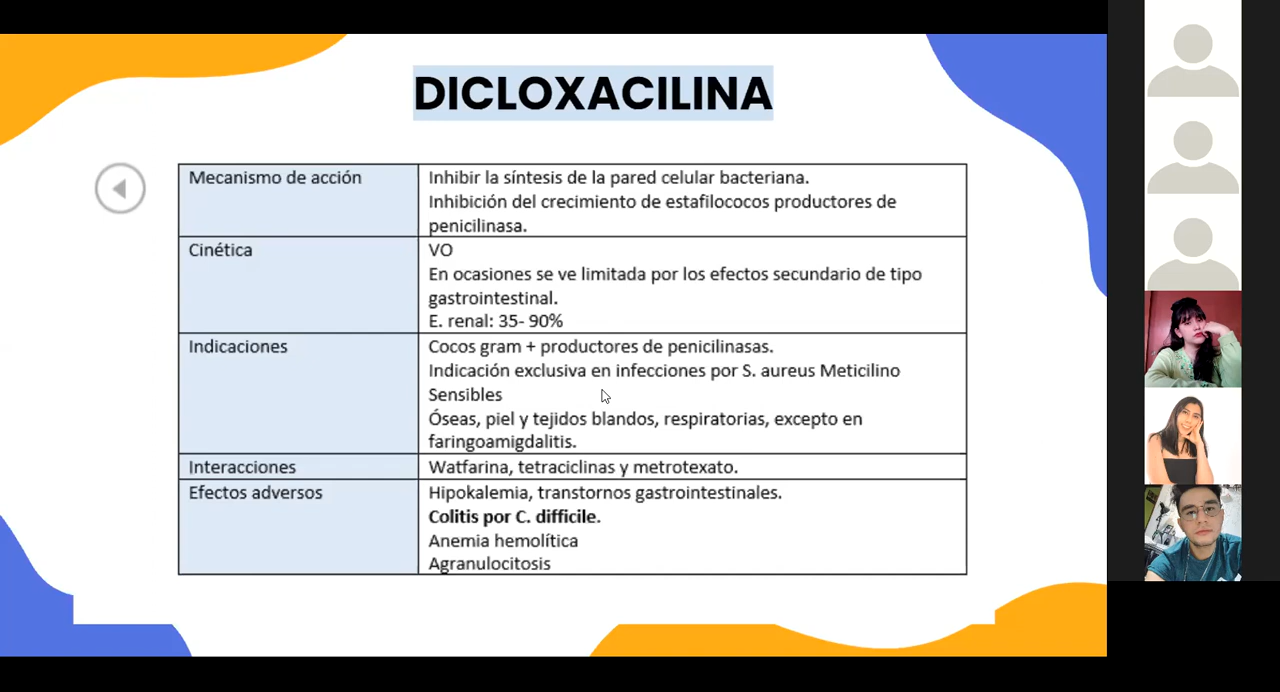 DICLOXACILINA
Mecanismo de acción
Inhibir la síntesis de la pared celular bacteriana.
Inhibición del crecimiento de estafilococos productores de
penicilinasa.
Cinética
VO
En ocasiones se ve limitada por los efectos secundario de tipo
gastrointestinal.
E. renal: 35- 90%
Indicaciones
Cocos gram + productores de penicilinasas.
Indicación exclusiva en infecciones por S. aureus Meticilino
Sensibles
Óseas, piel y tejidos blandos, respiratorias, excepto en
faringoamigdalitis.
Interacciones
Watfarina, tetraciclinas y metrotexato.
Efectos adversos
Hipokalemia, transtornos gastrointestinales.
Colitis por C. difficile.
Anemia hemolítica
Agranulocitosis